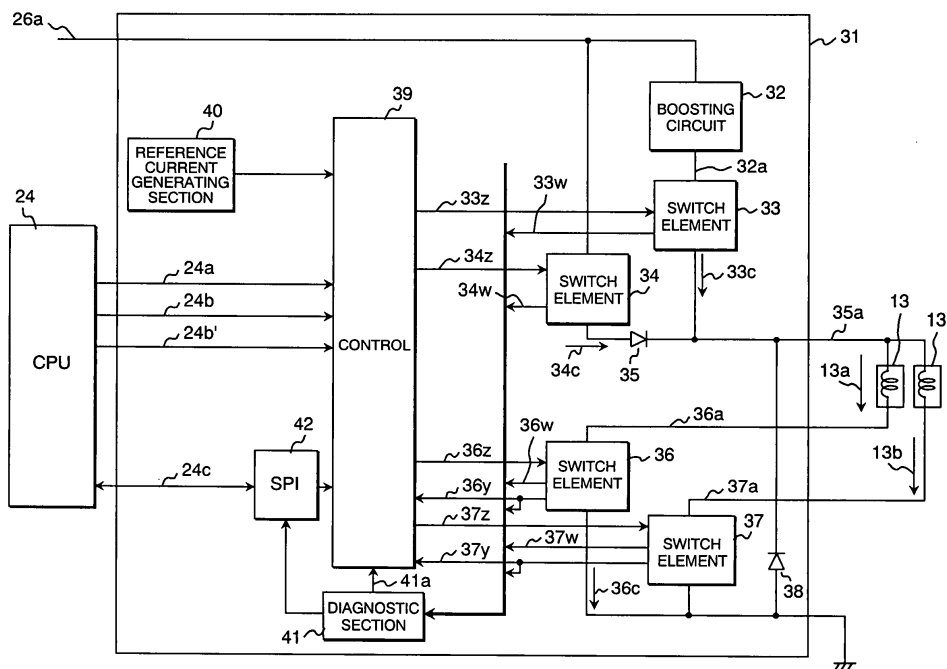 26a
31
39
32
BOOSTING
CIRCUIT
40
REFERENCE
CURRENT
GENERATING
SECTION
32a
33z
33w
SWITCH
ELEMENT
33
24
24a
34z
34w
SWITCH
ELEMENT
34
33c
24b
24b'
CPU
CONTROL
34c
35
35a
13
13
13a
36a
42
36z
36w
SWITCH
ELEMENT
36
13b
24c
SPI
36y
37a
37z
37w
SWITCH
ELEMENT
37
37y
41a
36c
38
DIAGNOSTIC
SECTION
41